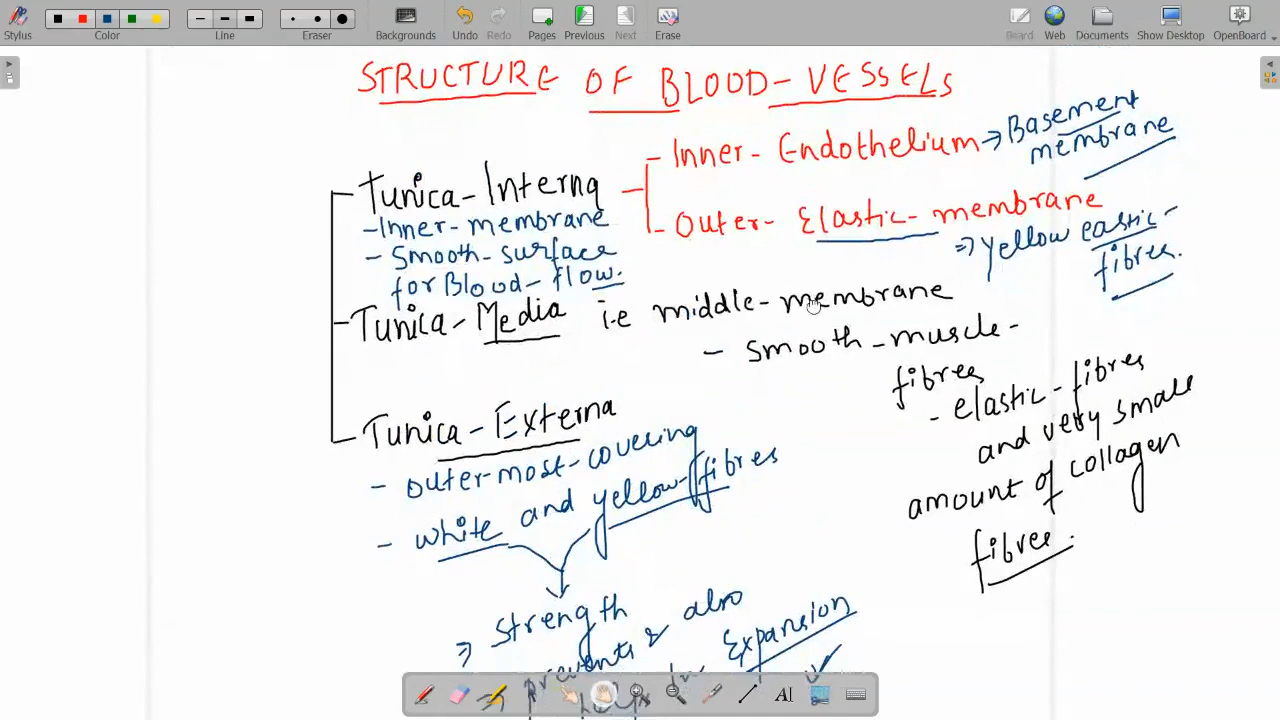 Stylus
Color
Line
Eraser
Backgrounds
Undo
Redo
Pages
Previous
Next
Erase
Board
Web
Documents
Show Desktop
OpenBoard
STRUCTURE OF BLOOD-VESSELS
Tunica-Interna
- Inner- Endothelium → Basement
membrane
- Outer- Elastic- membrane
⇒ Yellow eastic-
fibres.
-Inner-membrane
- Smooth-surface
for Blood-flow.
Tunica-Media i.e middle-membrane
- smooth-muscle-
fibres
- elastic-fibres
and very small
amount of collagen
fibres.
Tunica-Externa
- outer-most-covering
- white and yellow-fibres
⇒ Strength
prevents & also
Expansion